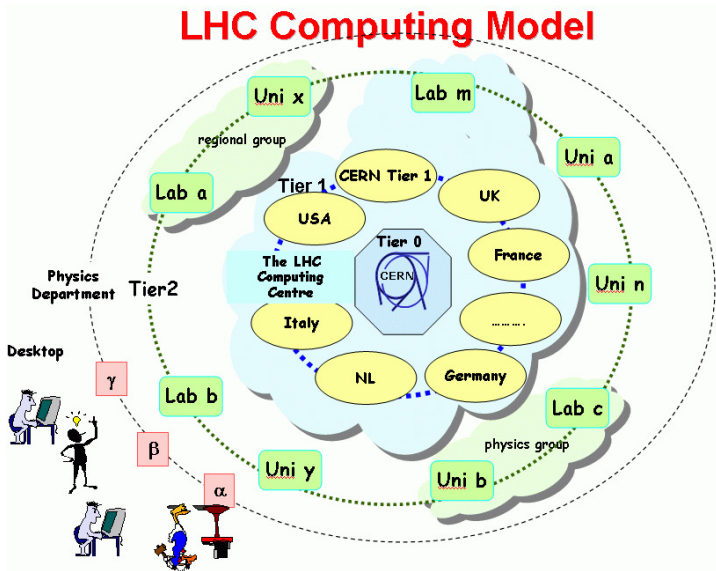 LHC Computing Model
Uni x
Lab m
regional group
Uni a
Lab a
Tier 1
CERN Tier 1
UK
USA
Tier 0
CERN
France
The LHC
Computing
Centre
Physics
Department
Tier2
Uni n
Italy
……….
Desktop
NL
Germany
γ
Lab b
Lab c
β
physics group
Uni y
Uni b
α